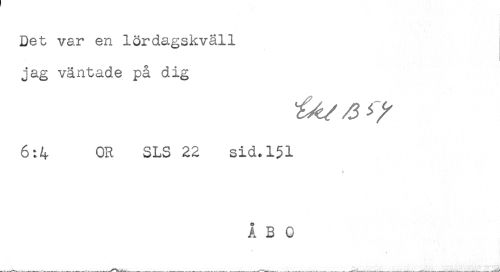 Det var en lördagskväll
jag väntade på dig
Ekl B 54
6:4 OR SLS 22 sid.151
Å B O